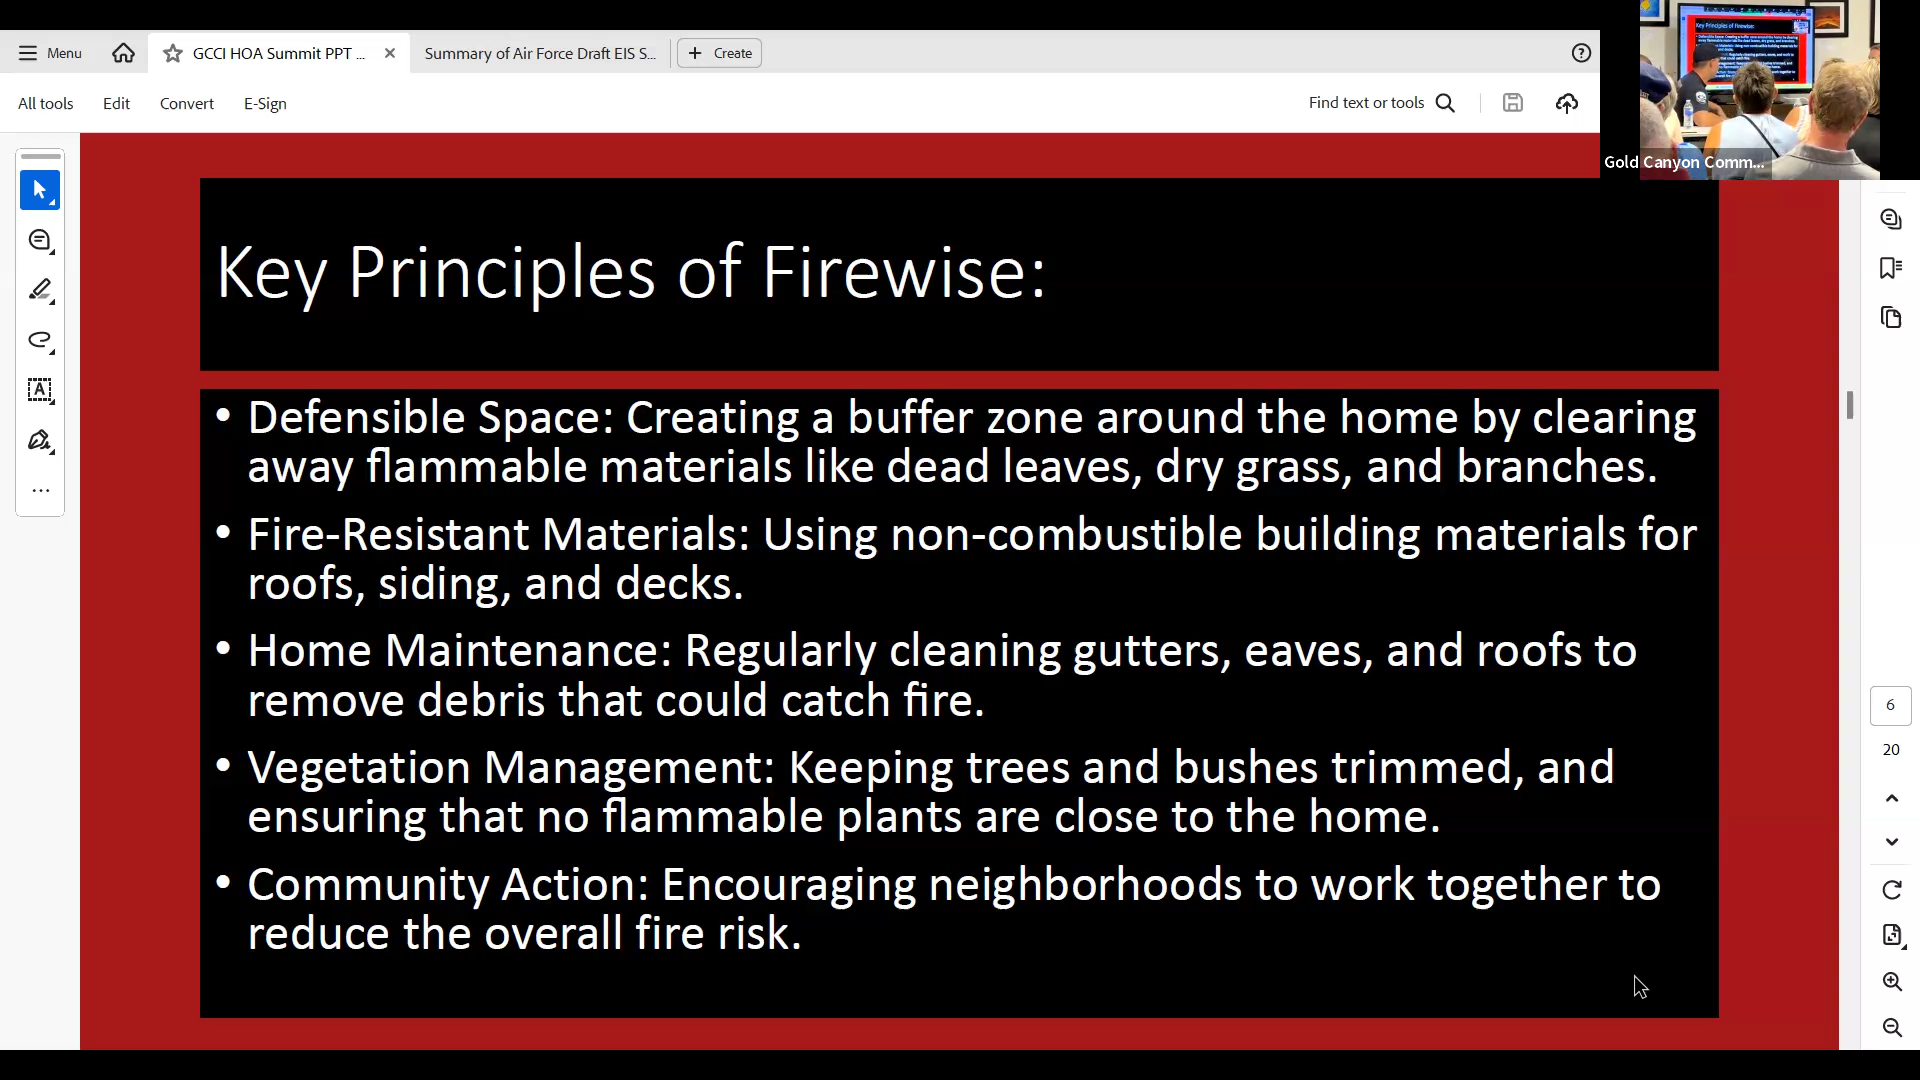 Menu
GCCI HOA Summit PPT ...
Summary of Air Force Draft EIS S...
Create
All tools
Edit
Convert
E-Sign
Find text or tools
Gold Canyon Comm...
Key Principles of Firewise:
• Defensible Space: Creating a buffer zone around the home by clearing
away flammable materials like dead leaves, dry grass, and branches.
• Fire-Resistant Materials: Using non-combustible building materials for
roofs, siding, and decks.
• Home Maintenance: Regularly cleaning gutters, eaves, and roofs to
remove debris that could catch fire.
• Vegetation Management: Keeping trees and bushes trimmed, and
ensuring that no flammable plants are close to the home.
• Community Action: Encouraging neighborhoods to work together to
reduce the overall fire risk.
6
20